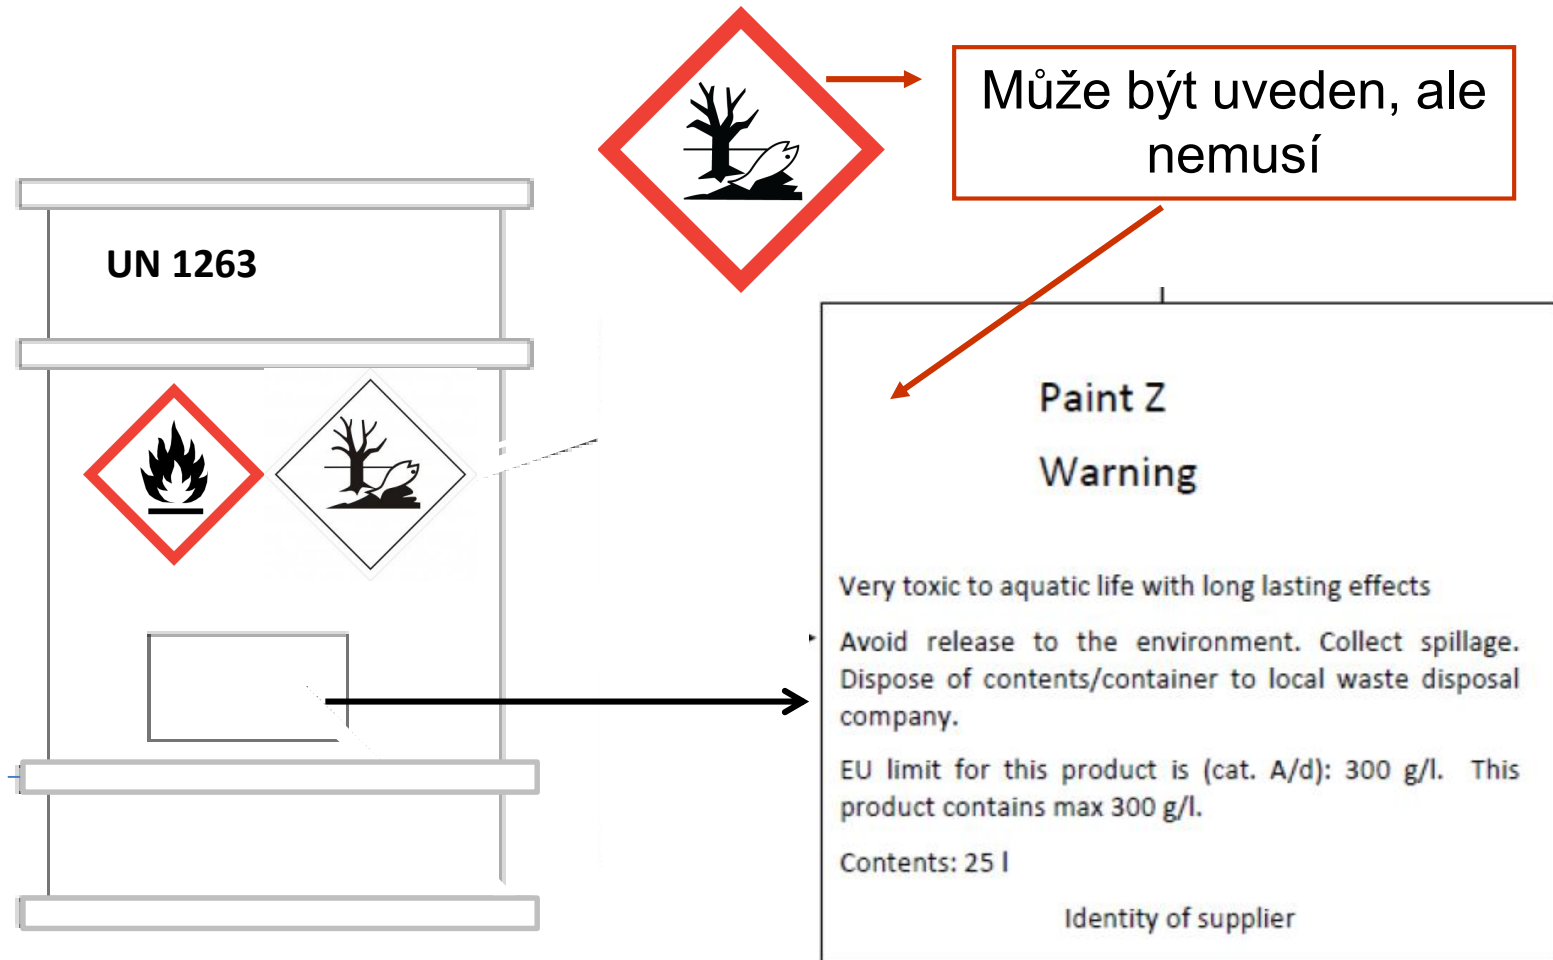 Může být uveden, ale
nemusí
UN 1263
Paint Z
Warning
Very toxic to aquatic life with long lasting effects
Avoid release to the environment. Collect spillage.
Dispose of contents/container to local waste disposal
company.
EU limit for this product is (cat. A/d): 300 g/l. This
product contains max 300 g/l.
Contents: 25 l
Identity of supplier